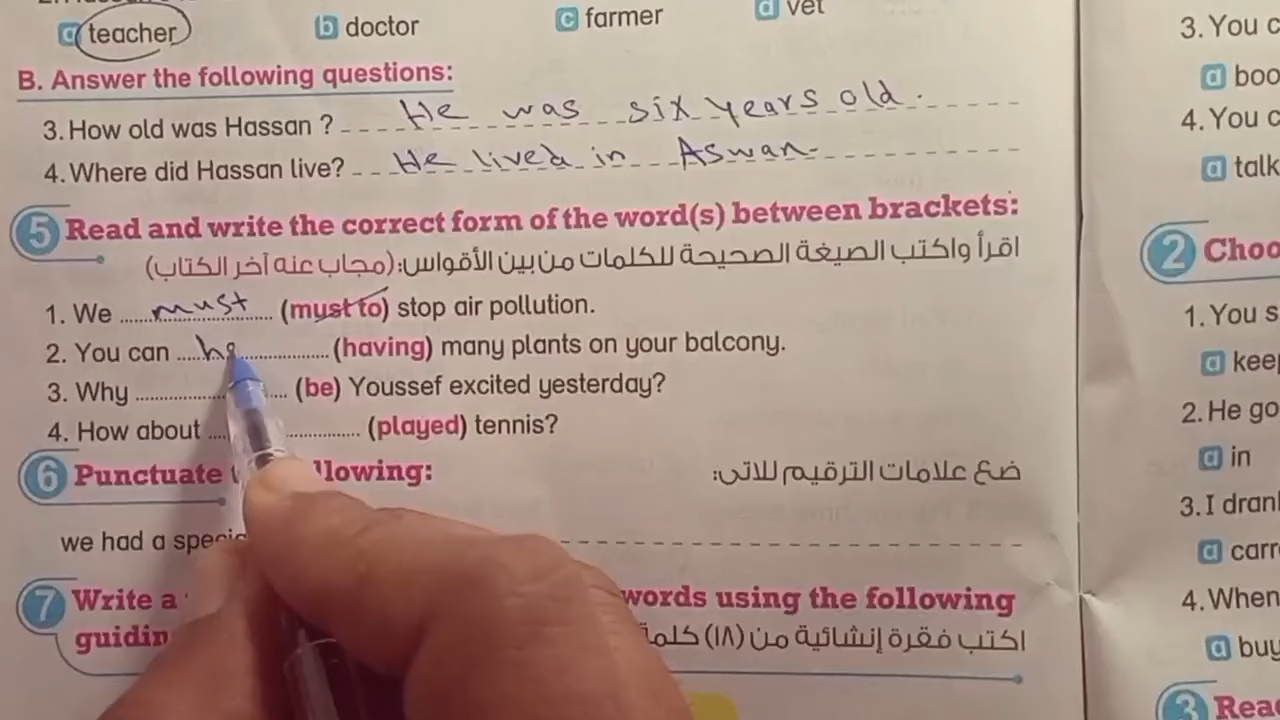 a teacher b doctor c farmer d vet
B. Answer the following questions:
3. How old was Hassan ? He was six years old.
4. Where did Hassan live? He lived in Aswan.
5 Read and write the correct form of the word(s) between brackets:
اقرأ واكتب الصيغة الصحيحة للكلمات من بين الأقواس: (مجاب عنه آخر الكتاب)
1. We must (must to) stop air pollution.
2. You can ha (having) many plants on your balcony.
3. Why (be) Youssef excited yesterday?
4. How about (played) tennis?
6 Punctuate llowing:
ضع علامات الترقيم للآتى:
we had a speci
7 Write a words using the following
guidin
اكتب فقرة إنشائية من (١٨) كلمة
3. You c
a boo
4. You c
a talk
2 Choo
1. You s
a keep
2. He go
a in
3. I dran
a carr
4. When
a buy
3 Read